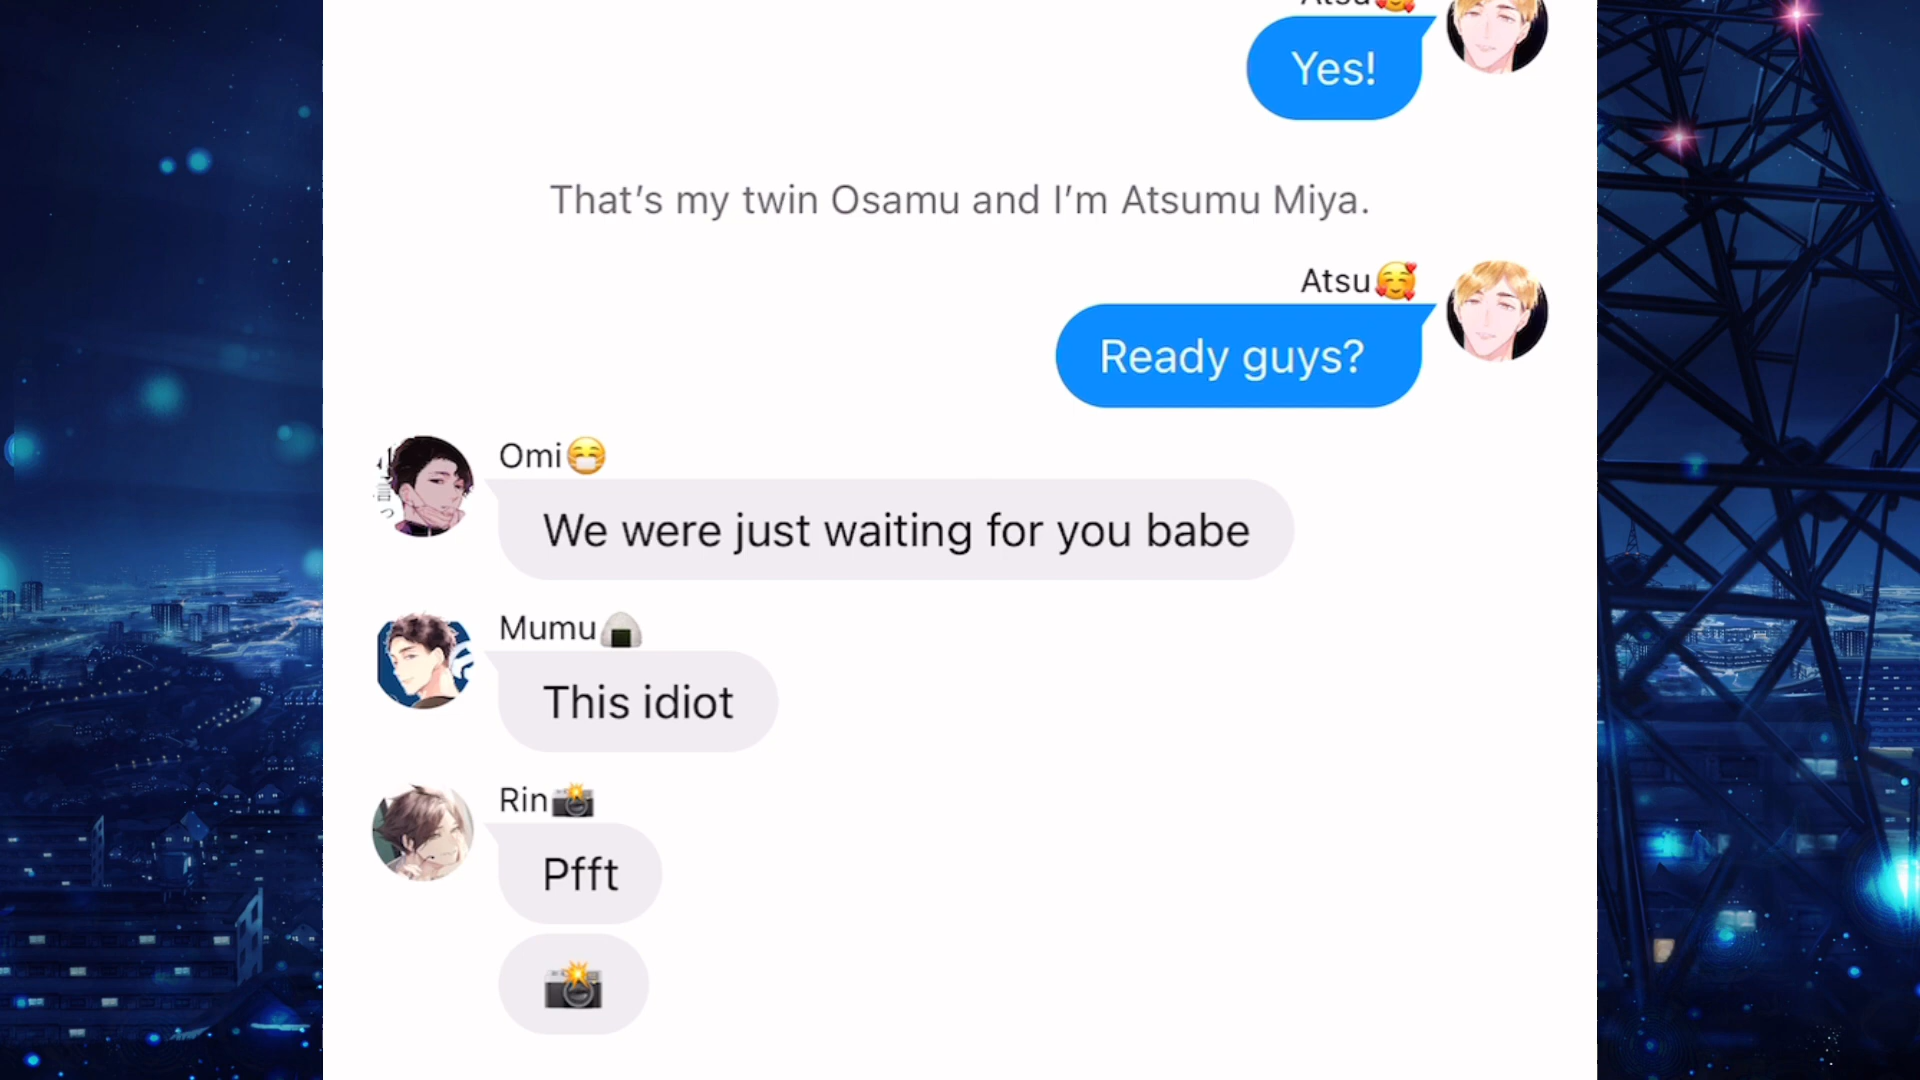 Atsu🥰
Yes!
That's my twin Osamu and I'm Atsumu Miya.
Atsu🥰
Ready guys?
Omi😷
We were just waiting for you babe
Mumu🍙
This idiot
Rin📸
Pfft
📸